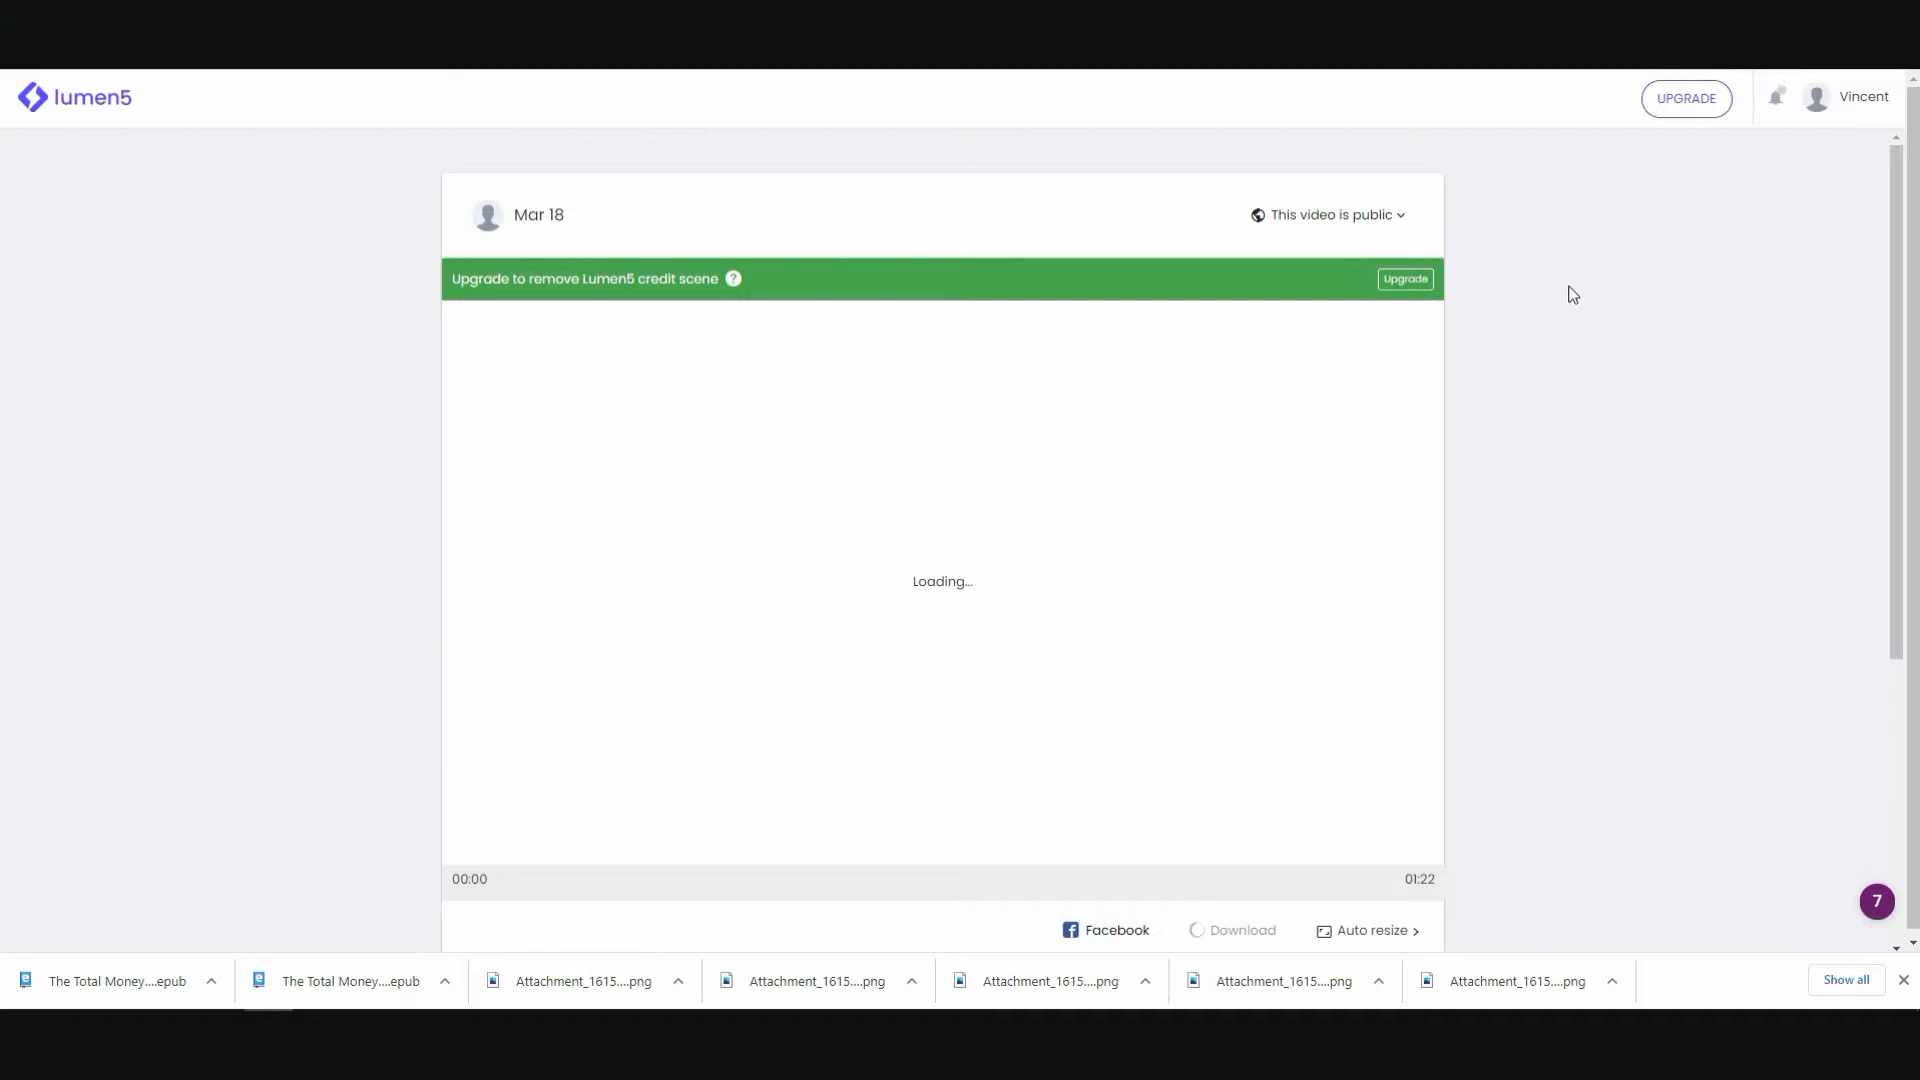 lumen5
UPGRADE
Vincent
Mar 18
This video is public
Upgrade to remove Lumen5 credit scene ?
Upgrade
Loading...
00:00
01:22
7
Facebook
Download
Auto resize
The Total Money....epub
The Total Money....epub
Attachment_1615....png
Attachment_1615....png
Attachment_1615....png
Attachment_1615....png
Attachment_1615....png
Show all